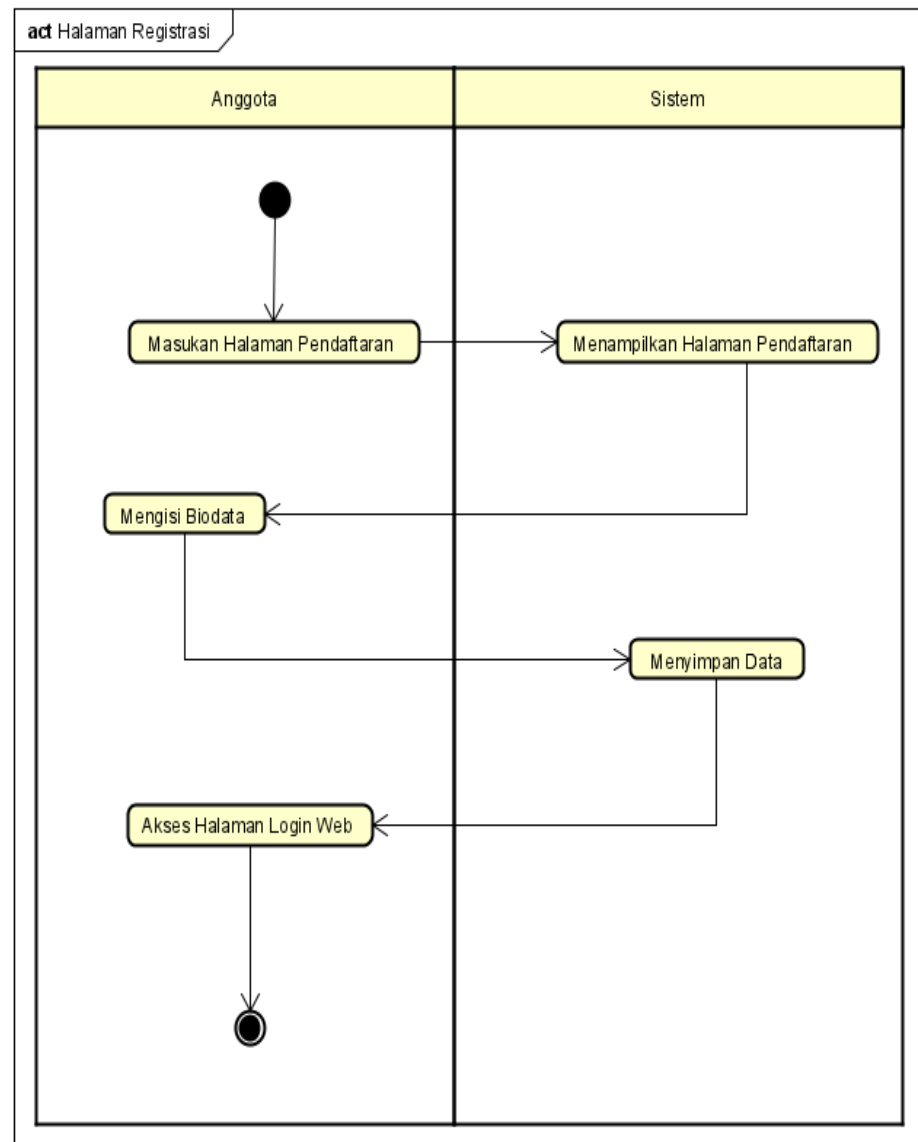 act Halaman Registrasi
Anggota
Sistem
Masukan Halaman Pendaftaran
Menampilkan Halaman Pendaftaran
Mengisi Biodata
Menyimpan Data
Akses Halaman Login Web